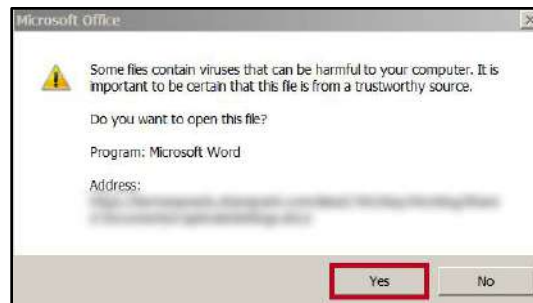 Microsoft Office
Some files contain viruses that can be harmful to your computer. It is
important to be certain that this file is from a trustworthy source.
Do you want to open this file?
Program: Microsoft Word
Address:
Yes
No